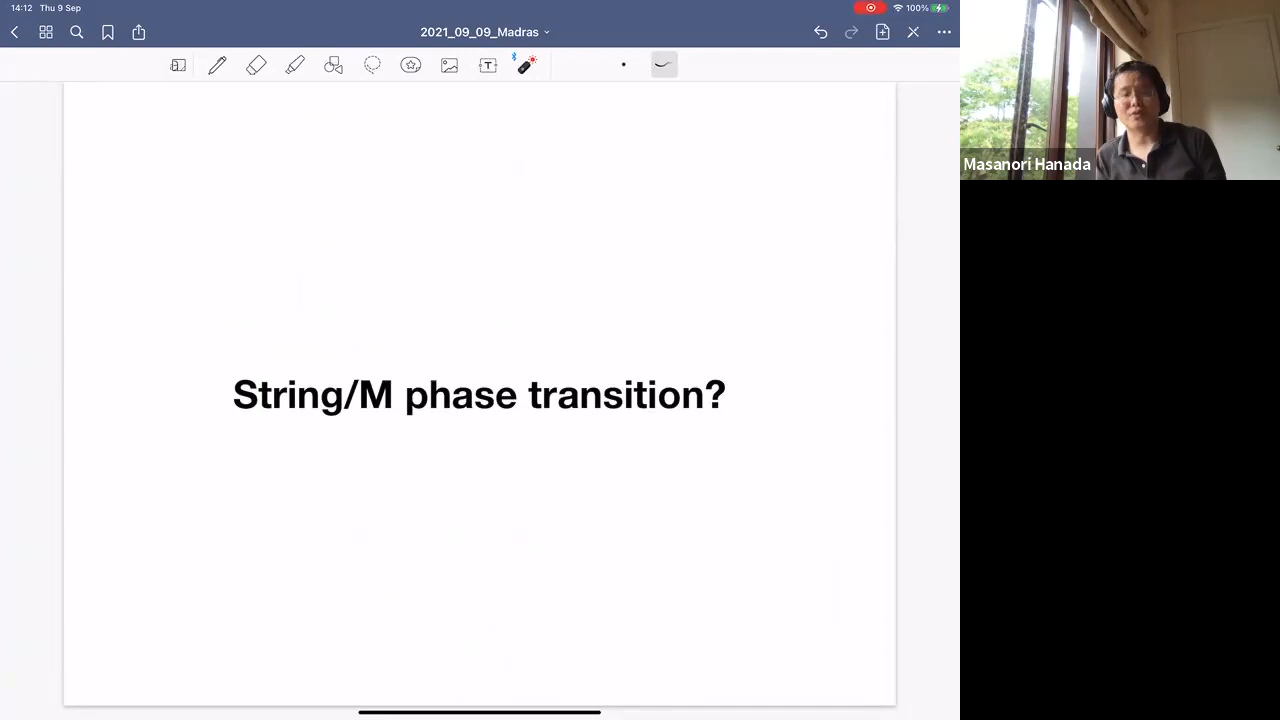 14:12 Thu 9 Sep
100%
2021_09_09_Madras
T
String/M phase transition?
Masanori Hanada